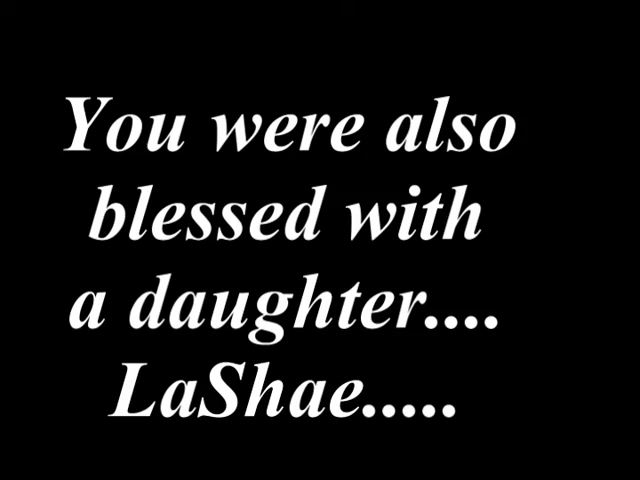 You were also
blessed with
a daughter....
LaShae.....